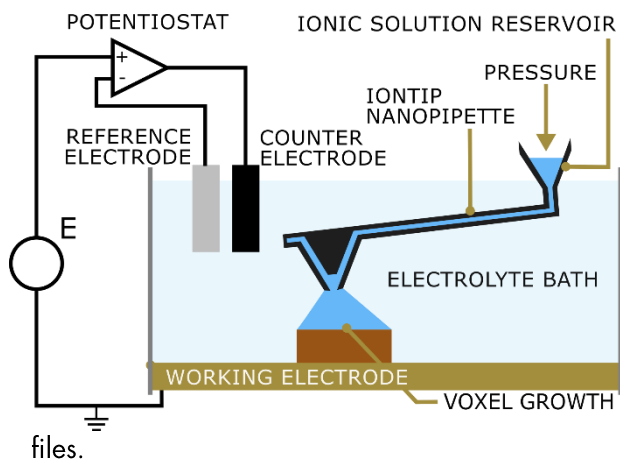 POTENTIOSTAT
IONIC SOLUTION RESERVOIR
PRESSURE
IONTIP
NANOPIPETTE
+
-
REFERENCE
ELECTRODE
COUNTER
ELECTRODE
E
ELECTROLYTE BATH
WORKING ELECTRODE
VOXEL GROWTH
files.